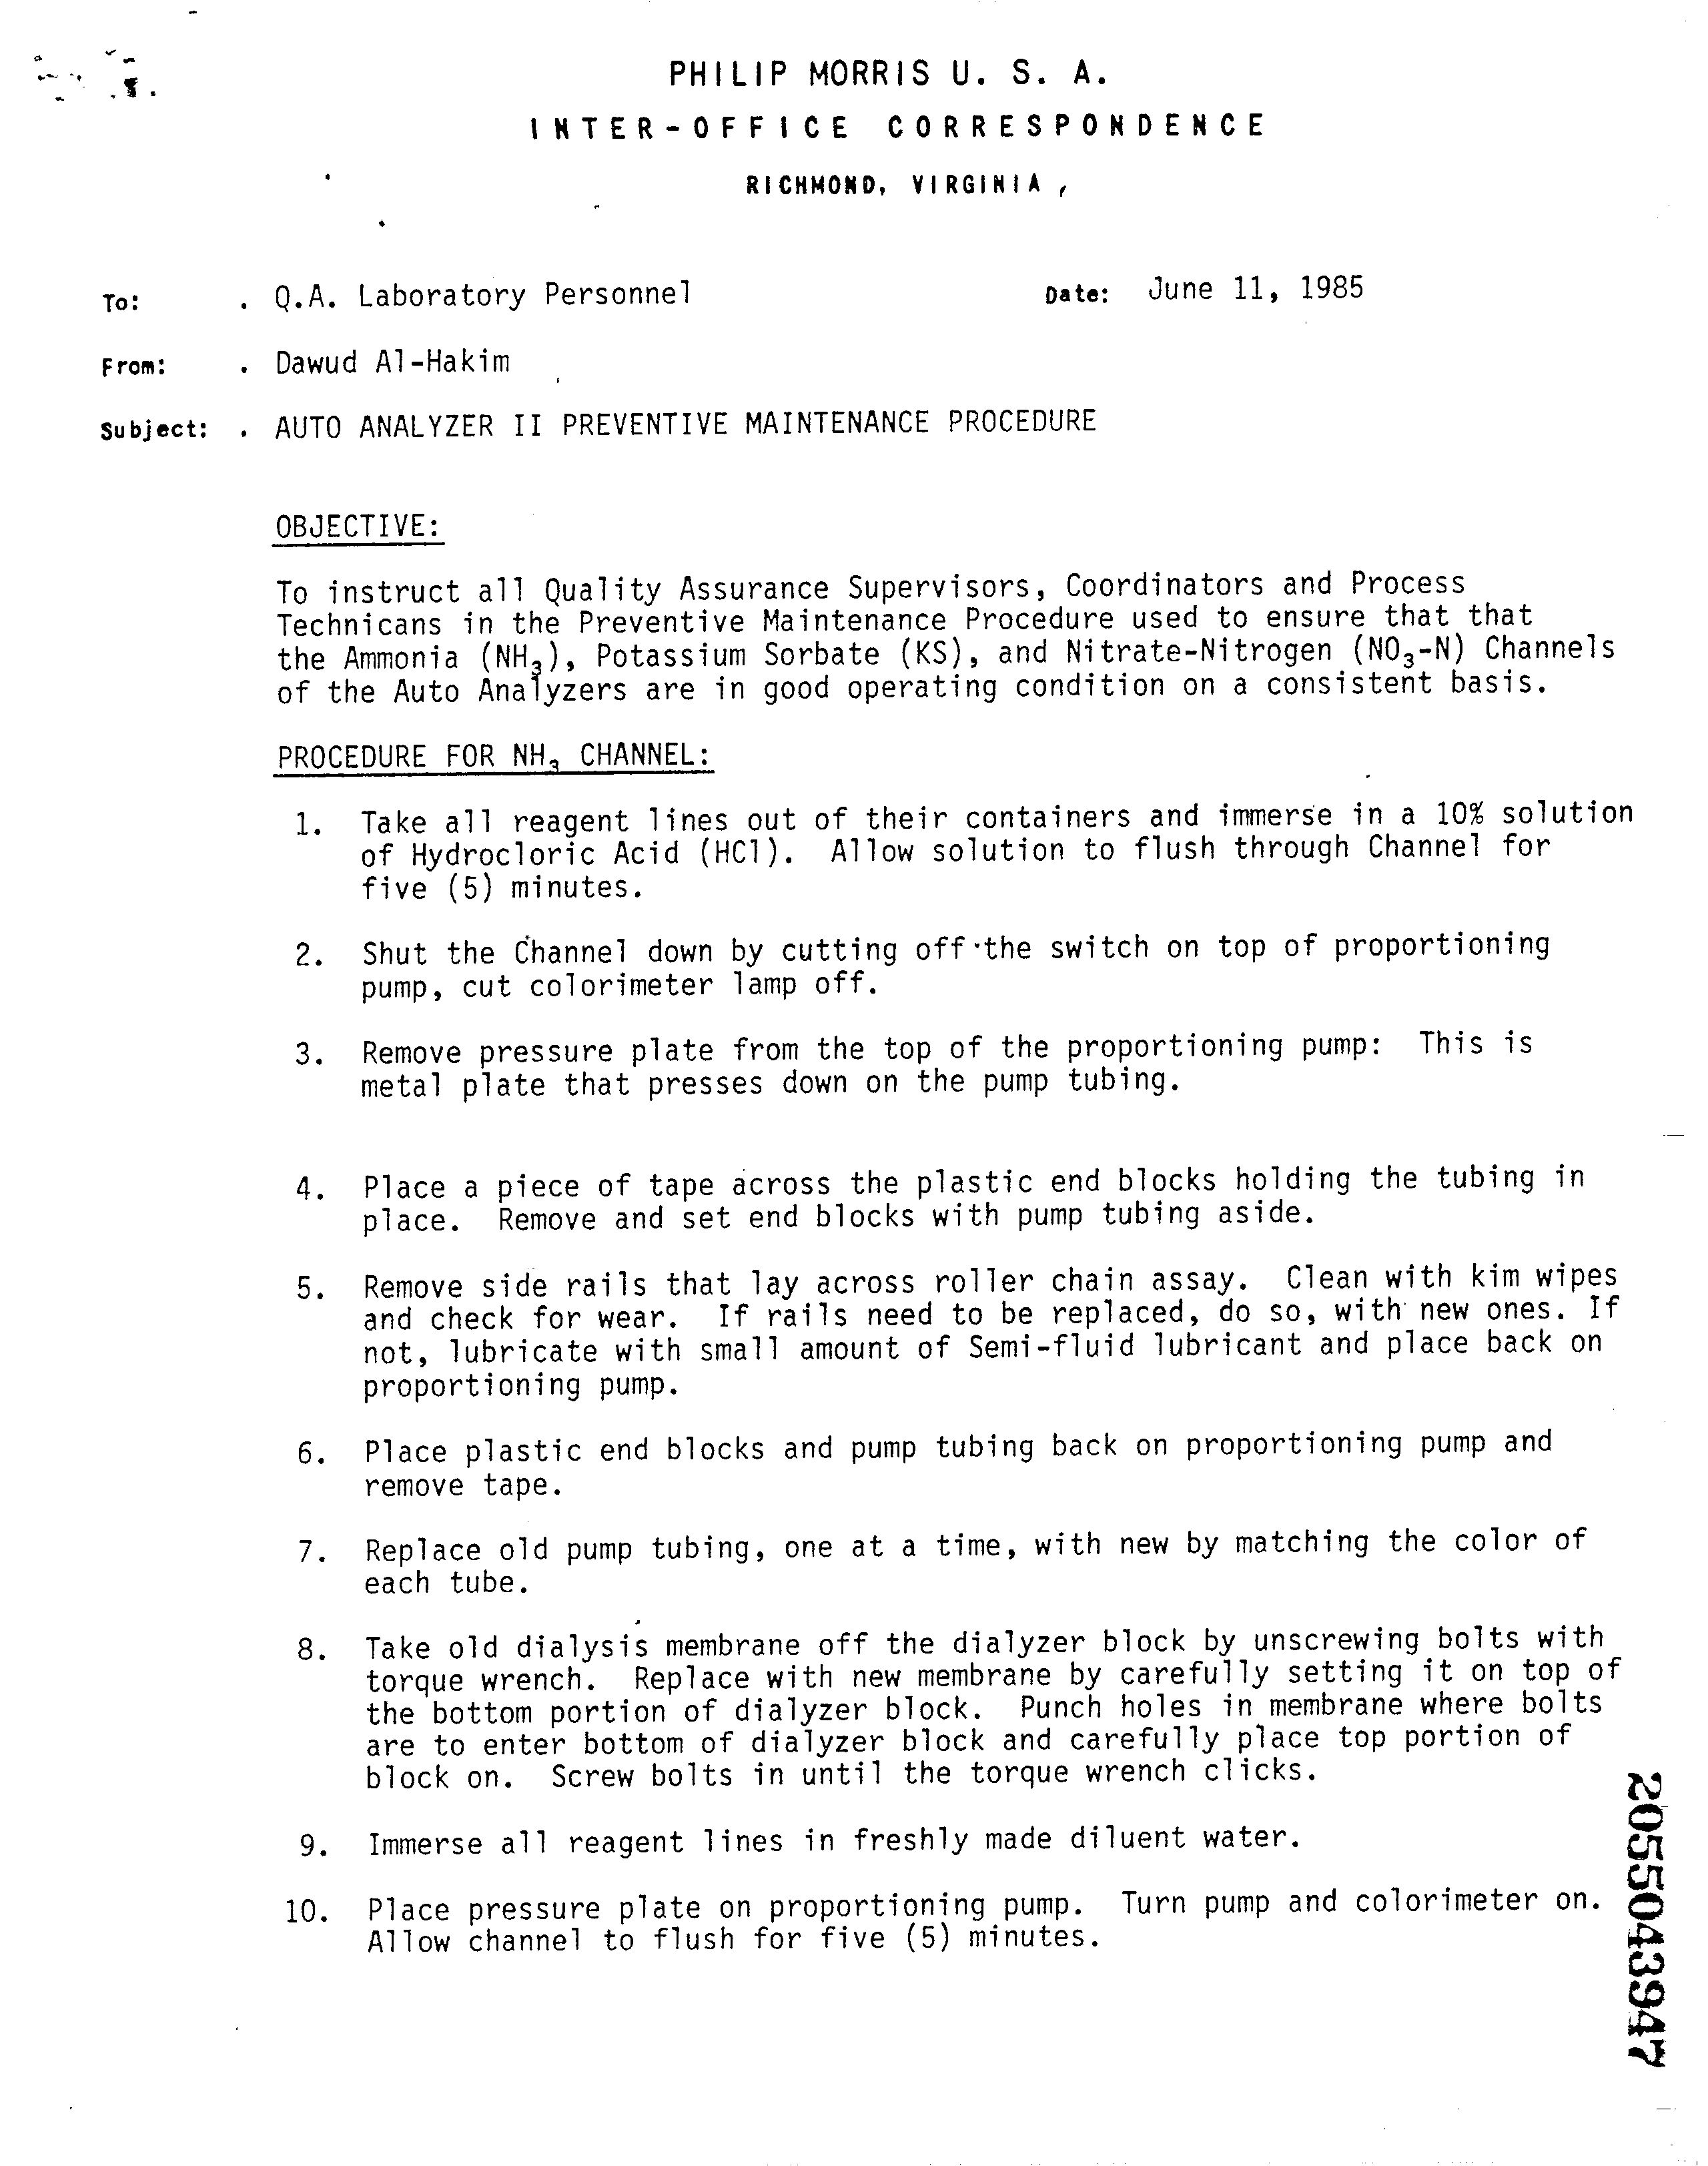 PHILIP MORRIS U. S. A.
INTER-OFFICE CORRESPONDENCE
RICHMOND, VIRGINIA
To: . Q.A. Laboratory Personnel Date: June 11, 1985
From: . Dawud Al-Hakim
Subject: . AUTO ANALYZER II PREVENTIVE MAINTENANCE PROCEDURE
OBJECTIVE:
To instruct all Quality Assurance Supervisors, Coordinators and Process
Technicans in the Preventive Maintenance Procedure used to ensure that that
the Ammonia (NH₃), Potassium Sorbate (KS), and Nitrate-Nitrogen (NO₃-N) Channels
of the Auto Analyzers are in good operating condition on a consistent basis.
PROCEDURE FOR NH₃ CHANNEL:
1. Take all reagent lines out of their containers and immerse in a 10% solution
of Hydrocloric Acid (HCl). Allow solution to flush through Channel for
five (5) minutes.
2. Shut the Channel down by cutting off the switch on top of proportioning
pump, cut colorimeter lamp off.
3. Remove pressure plate from the top of the proportioning pump: This is
metal plate that presses down on the pump tubing.
4. Place a piece of tape across the plastic end blocks holding the tubing in
place. Remove and set end blocks with pump tubing aside.
5. Remove side rails that lay across roller chain assay. Clean with kim wipes
and check for wear. If rails need to be replaced, do so, with new ones. If
not, lubricate with small amount of Semi-fluid lubricant and place back on
proportioning pump.
6. Place plastic end blocks and pump tubing back on proportioning pump and
remove tape.
7. Replace old pump tubing, one at a time, with new by matching the color of
each tube.
8. Take old dialysis membrane off the dialyzer block by unscrewing bolts with
torque wrench. Replace with new membrane by carefully setting it on top of
the bottom portion of dialyzer block. Punch holes in membrane where bolts
are to enter bottom of dialyzer block and carefully place top portion of
block on. Screw bolts in until the torque wrench clicks.
9. Immerse all reagent lines in freshly made diluent water.
10. Place pressure plate on proportioning pump. Turn pump and colorimeter on.
Allow channel to flush for five (5) minutes.
2055043947